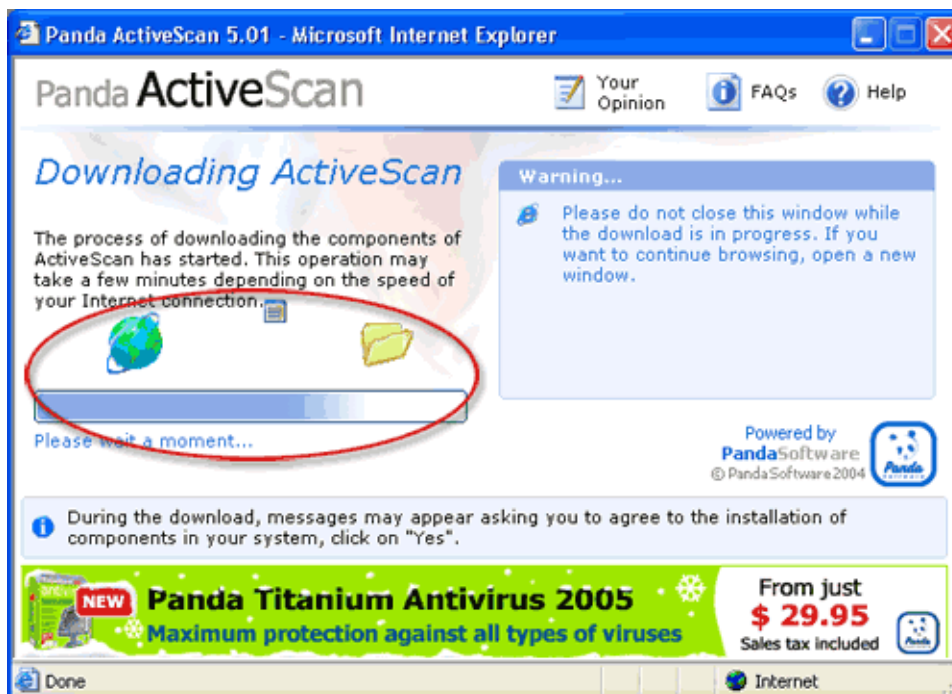 Panda ActiveScan 5.01 - Microsoft Internet Explorer
Panda ActiveScan
Your
Opinion
FAQs
Help
Downloading ActiveScan
The process of downloading the components of
ActiveScan has started. This operation may
take a few minutes depending on the speed of
your Internet connection.
Please wait a moment...
Warning...
Please do not close this window while
the download is in progress. If you
want to continue browsing, open a new
window.
Powered by
PandaSoftware
© PandaSoftware 2004
Panda
Software
During the download, messages may appear asking you to agree to the installation of
components in your system, click on "Yes".
NEW
Panda Titanium Antivirus 2005
Maximum protection against all types of viruses
From just
$ 29.95
Sales tax included
Panda
Done
Internet